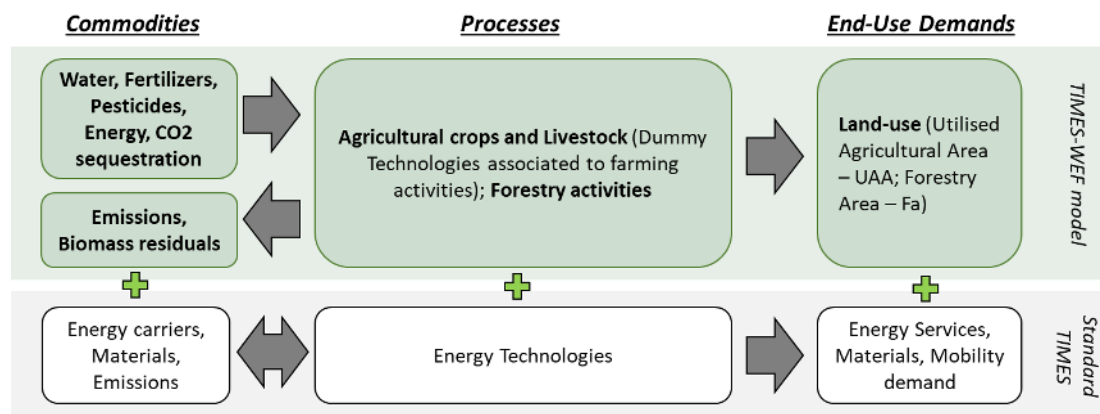 Commodities
Processes
End-Use Demands
Water, Fertilizers,
Pesticides,
Energy, CO2
sequestration
Emissions,
Biomass residuals
Agricultural crops and Livestock (Dummy
Technologies associated to farming
activities); Forestry activities
Land-use (Utilised
Agricultural Area
– UAA; Forestry
Area – Fa)
TIMES-WEF model
Energy carriers,
Materials,
Emissions
Energy Technologies
Energy Services,
Materials, Mobility
demand
Standard
TIMES